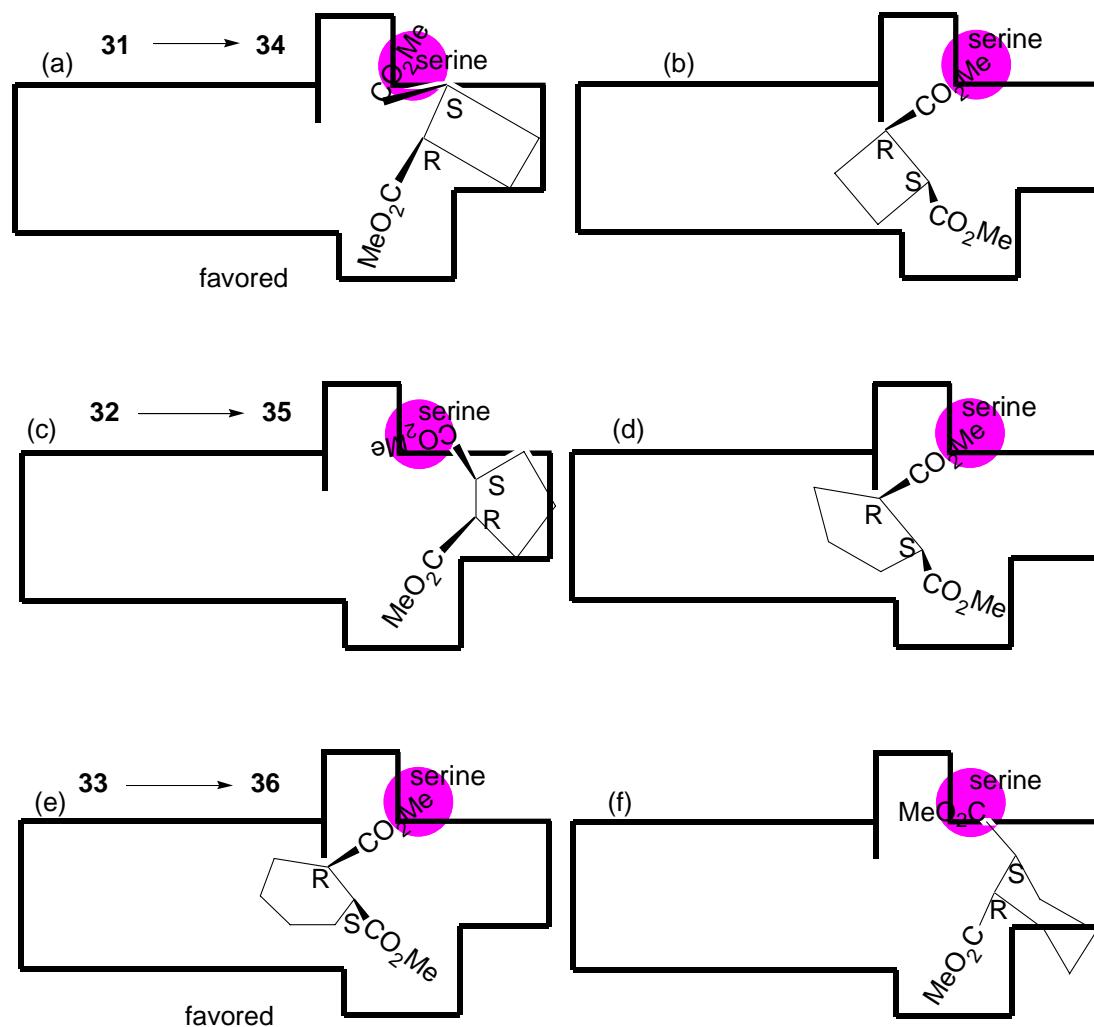 31 34
(a)
CO2Me
serine
S
R
MeO2C
favored
(b)
serine
CO2Me
R
S
CO2Me
32 35
(c)
serine
CO2Me
S
R
MeO2C
(d)
serine
CO2Me
R
S
CO2Me
33 36
(e)
serine
CO2Me
R
S
CO2Me
favored
(f)
serine
MeO2C
S
R
MeO2C